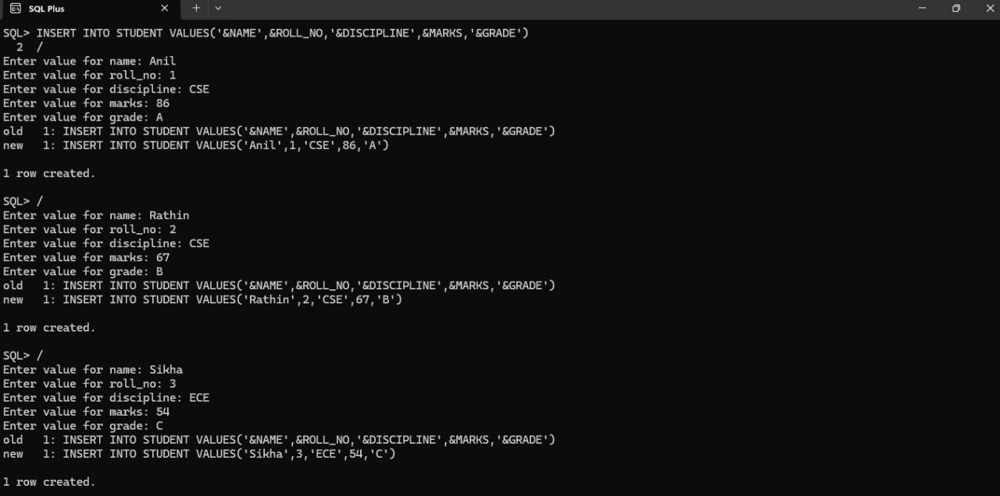 SQL Plus
SQL> INSERT INTO STUDENT VALUES('&NAME',&ROLL_NO,'&DISCIPLINE',&MARKS,'&GRADE')
  2  /
Enter value for name: Anil
Enter value for roll_no: 1
Enter value for discipline: CSE
Enter value for marks: 86
Enter value for grade: A
old   1: INSERT INTO STUDENT VALUES('&NAME',&ROLL_NO,'&DISCIPLINE',&MARKS,'&GRADE')
new   1: INSERT INTO STUDENT VALUES('Anil',1,'CSE',86,'A')
1 row created.
SQL> /
Enter value for name: Rathin
Enter value for roll_no: 2
Enter value for discipline: CSE
Enter value for marks: 67
Enter value for grade: B
old   1: INSERT INTO STUDENT VALUES('&NAME',&ROLL_NO,'&DISCIPLINE',&MARKS,'&GRADE')
new   1: INSERT INTO STUDENT VALUES('Rathin',2,'CSE',67,'B')
1 row created.
SQL> /
Enter value for name: Sikha
Enter value for roll_no: 3
Enter value for discipline: ECE
Enter value for marks: 54
Enter value for grade: C
old   1: INSERT INTO STUDENT VALUES('&NAME',&ROLL_NO,'&DISCIPLINE',&MARKS,'&GRADE')
new   1: INSERT INTO STUDENT VALUES('Sikha',3,'ECE',54,'C')
1 row created.